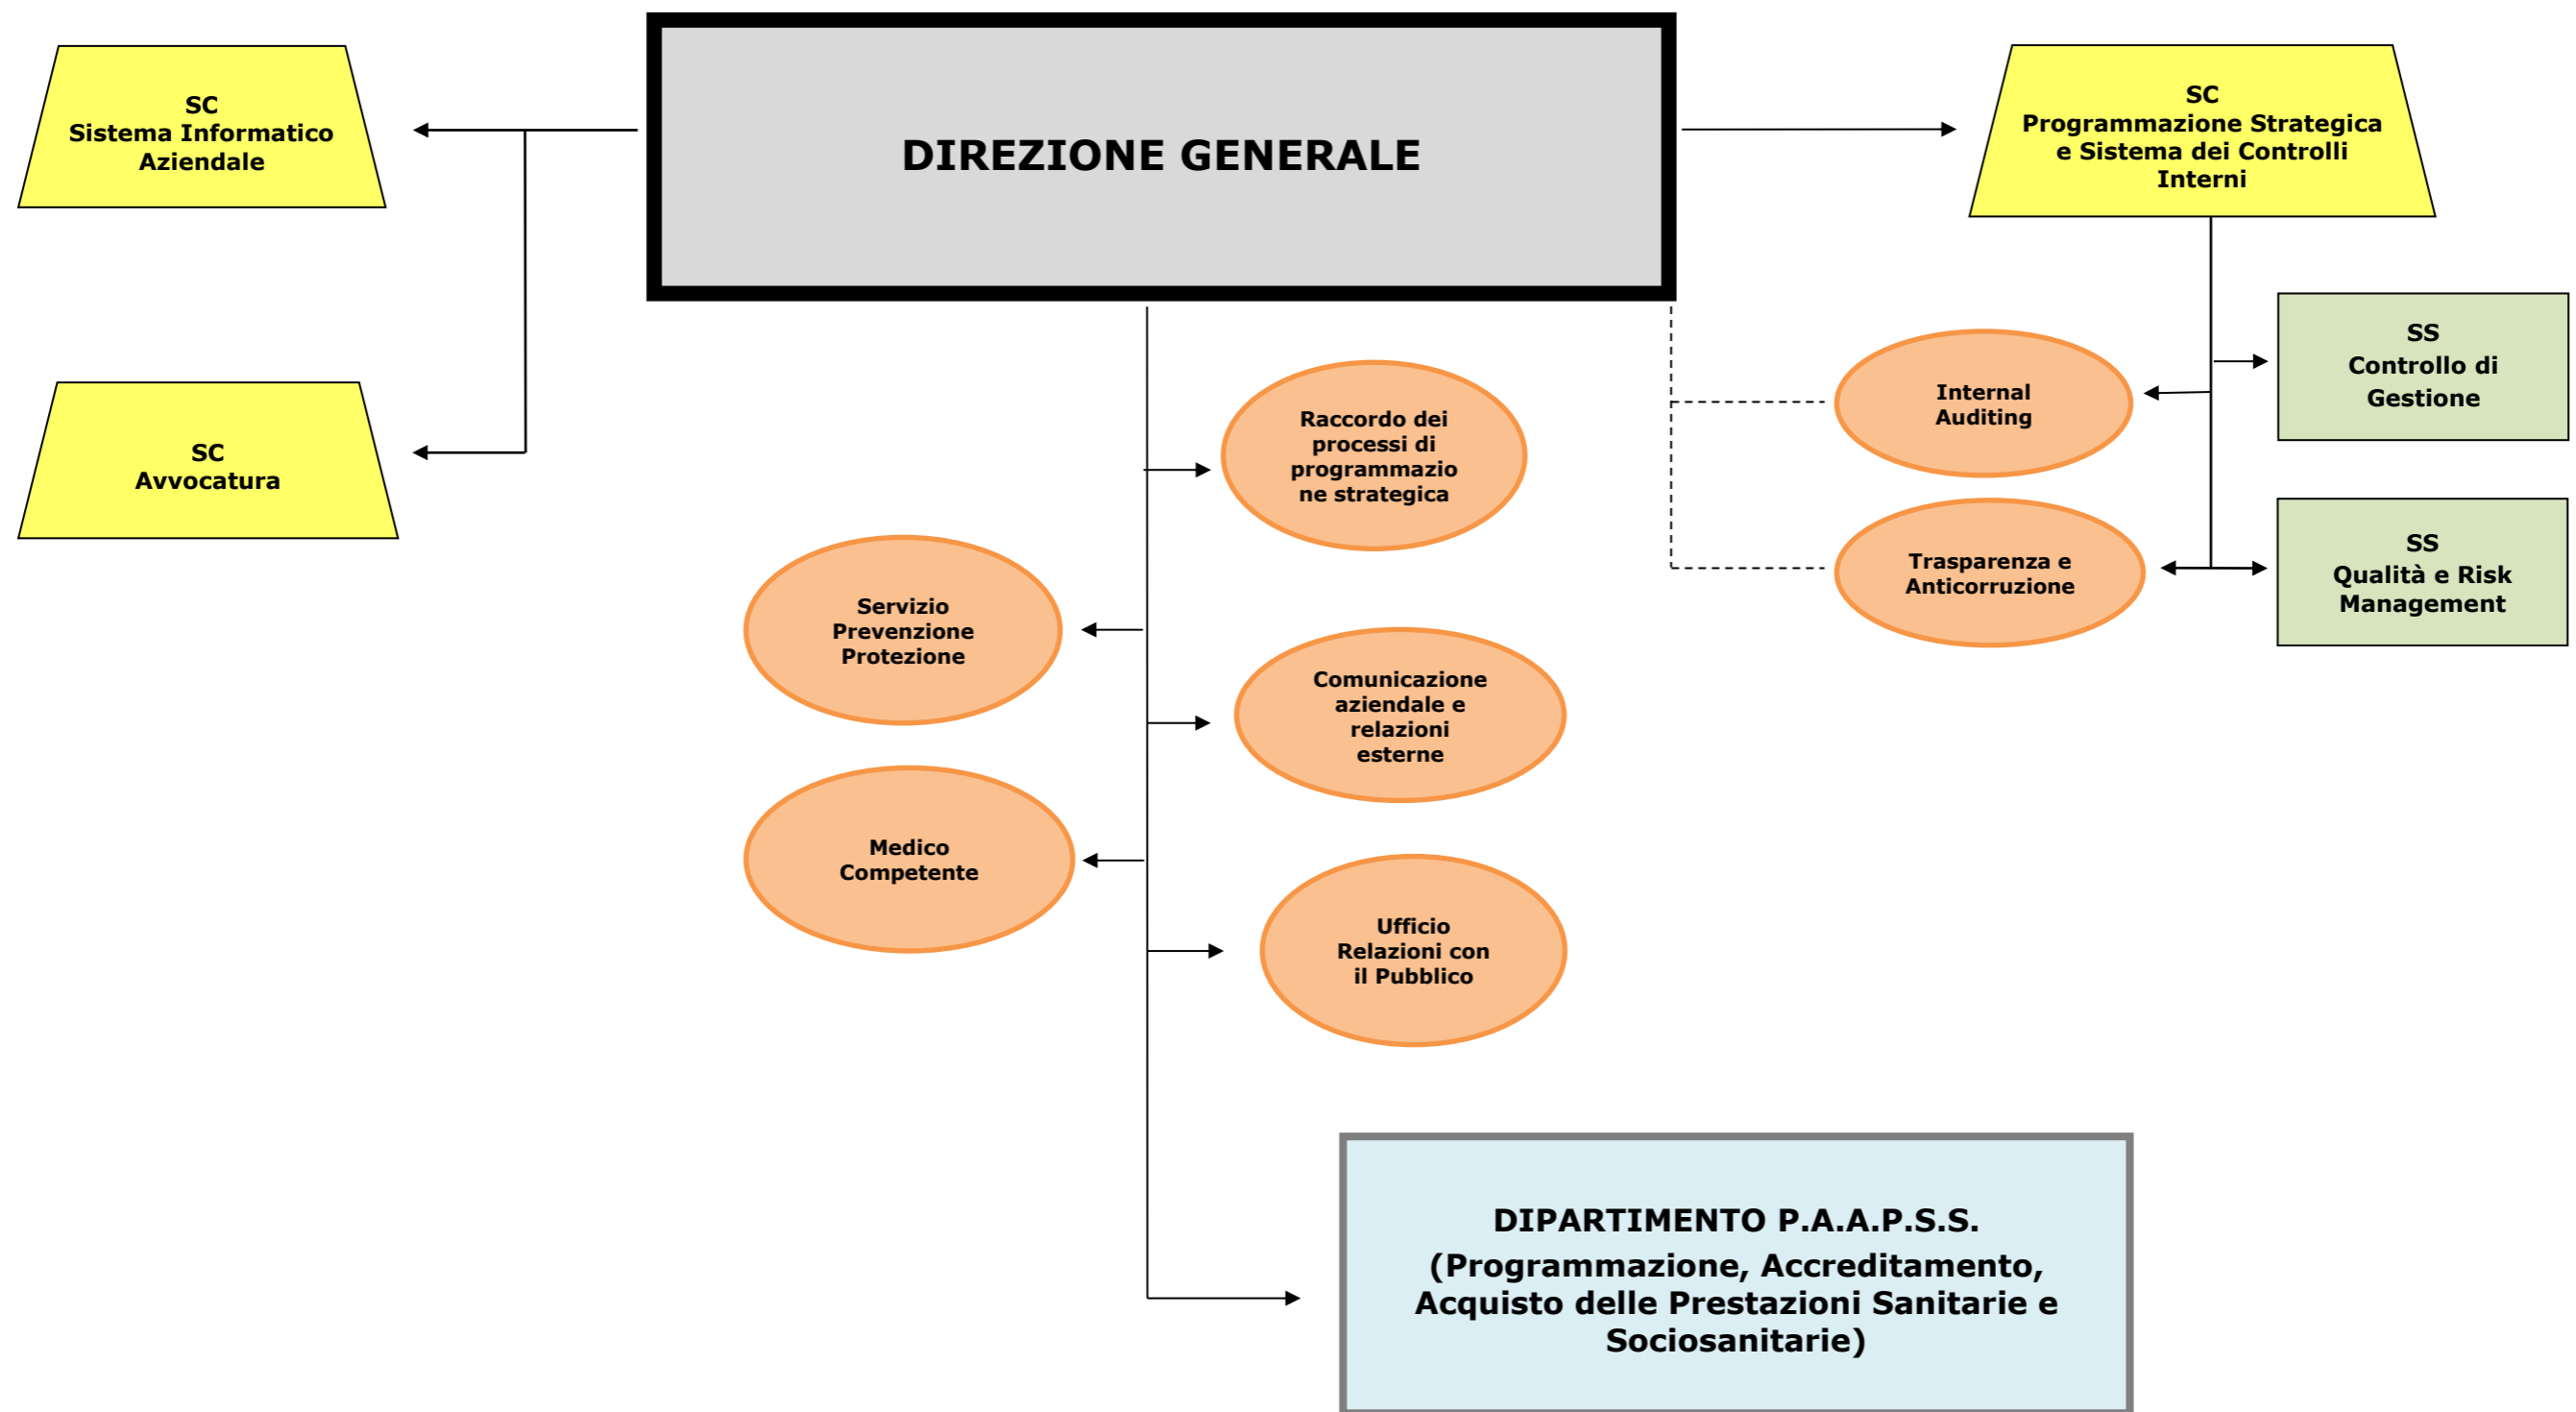 SC
Sistema Informatico
Aziendale
DIREZIONE GENERALE
SC
Programmazione Strategica
e Sistema dei Controlli
Interni
SC
Avvocatura
Raccordo dei
processi di
programmazio
ne strategica
Internal
Auditing
SS
Controllo di
Gestione
Servizio
Prevenzione
Protezione
Trasparenza e
Anticorruzione
SS
Qualità e Risk
Management
Comunicazione
aziendale e
relazioni
esterne
Medico
Competente
Ufficio
Relazioni con
il Pubblico
DIPARTIMENTO P.A.A.P.S.S.
(Programmazione, Accreditamento,
Acquisto delle Prestazioni Sanitarie e
Sociosanitarie)